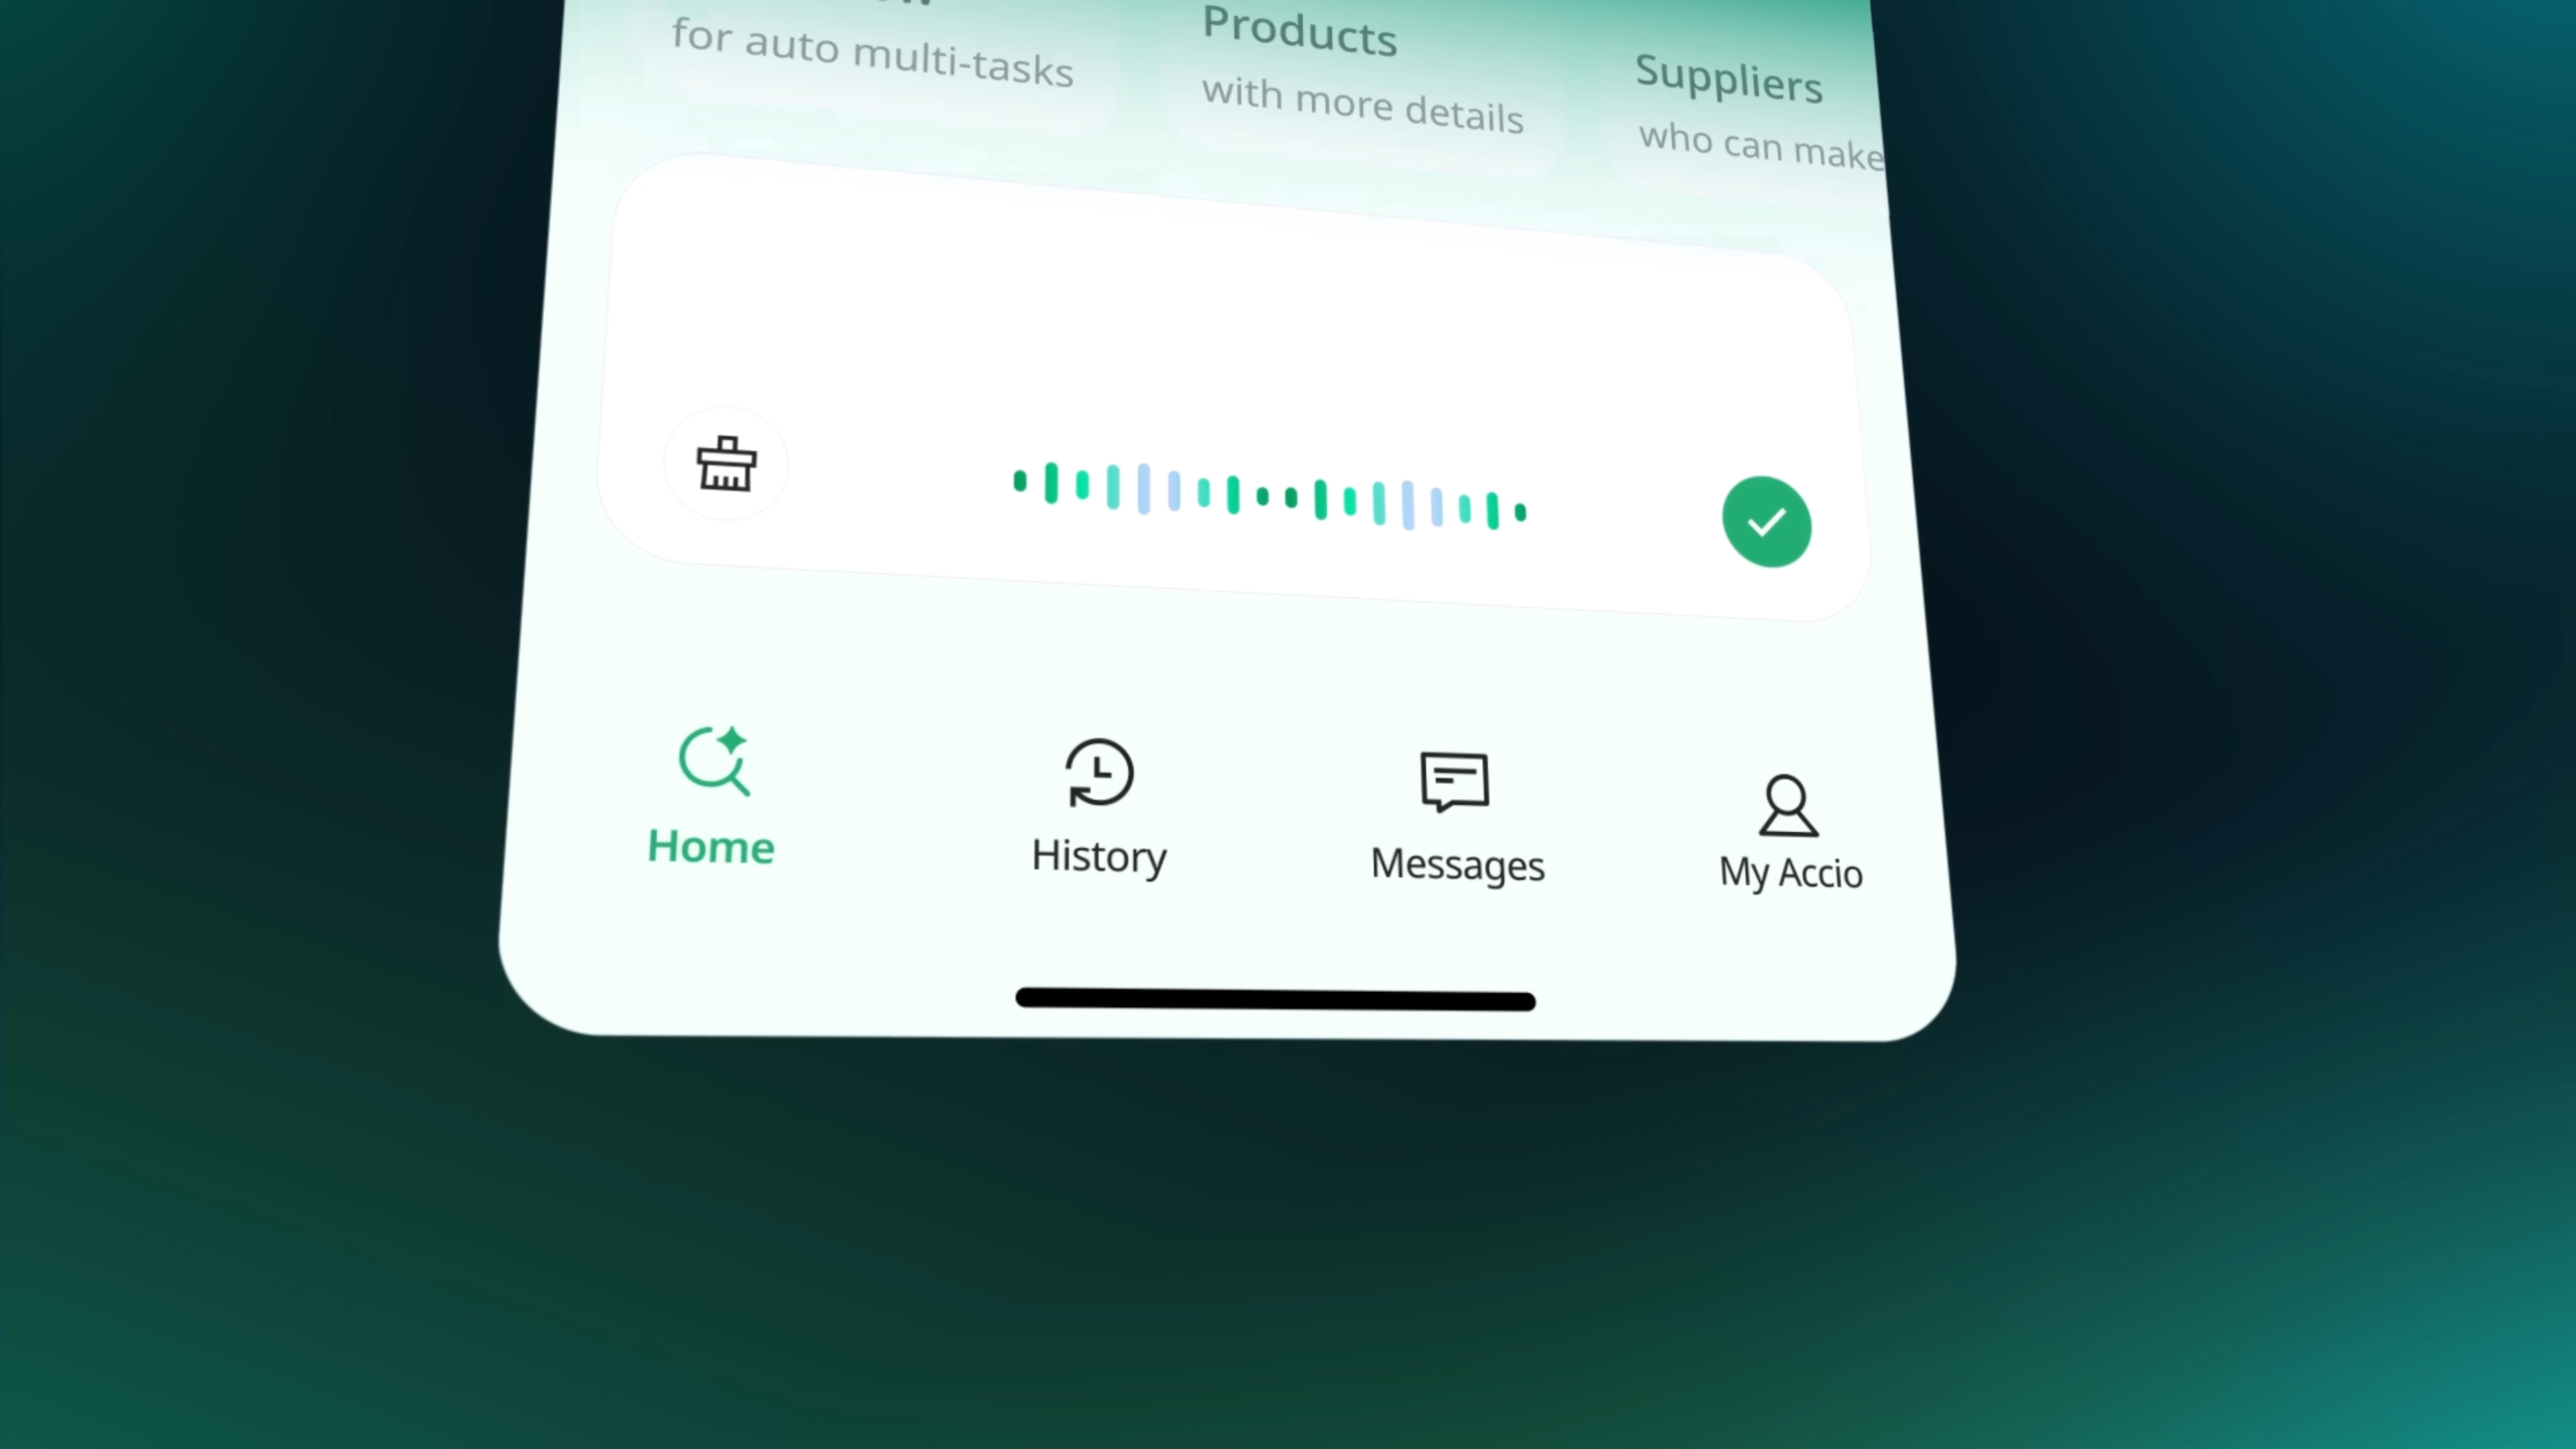 for auto multi-tasks
Products
with more details
Suppliers
who can make
Home
History
Messages
My Accio